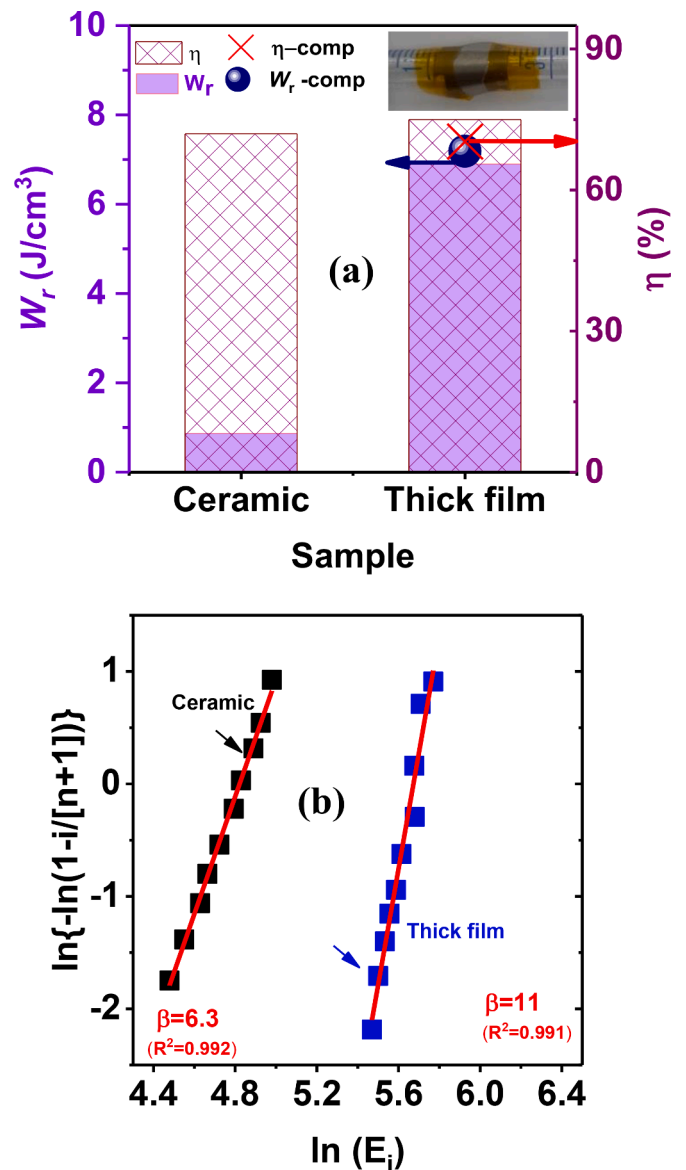 10
8
6
4
2
0
W_r (J/cm³)
η
W_r
η−comp
W_r -comp
90
60
30
0
η (%)
(a)
Ceramic
Thick film
Sample
1
0
-1
-2
ln{-ln(1-i/[n+1])}
Ceramic
(b)
Thick film
β=6.3
(R²=0.992)
β=11
(R²=0.991)
4.4
4.8
5.2
5.6
6.0
6.4
ln (E_i)